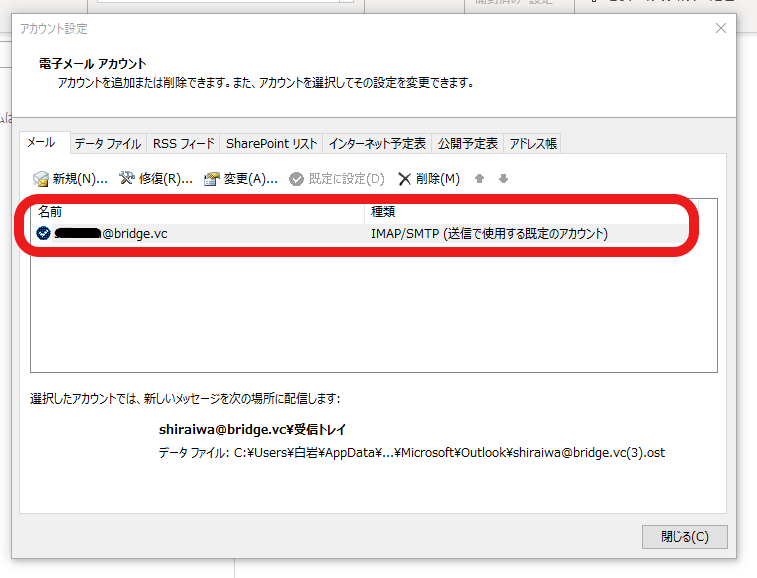 アカウント設定
電子メール アカウント
アカウントを追加または削除できます。また、アカウントを選択してその設定を変更できます。
メール データ ファイル RSS フィード SharePoint リスト インターネット予定表 公開予定表 アドレス帳
新規(N)... 修復(R)... 変更(A)... 既定に設定(D) 削除(M)
名前 種類
@bridge.vc IMAP/SMTP (送信で使用する既定のアカウント)
選択したアカウントでは、新しいメッセージを次の場所に配信します:
shiraiwa@bridge.vc¥受信トレイ
データ ファイル: C:¥Users¥白岩¥AppData¥...¥Microsoft¥Outlook¥shiraiwa@bridge.vc(3).ost
閉じる(C)